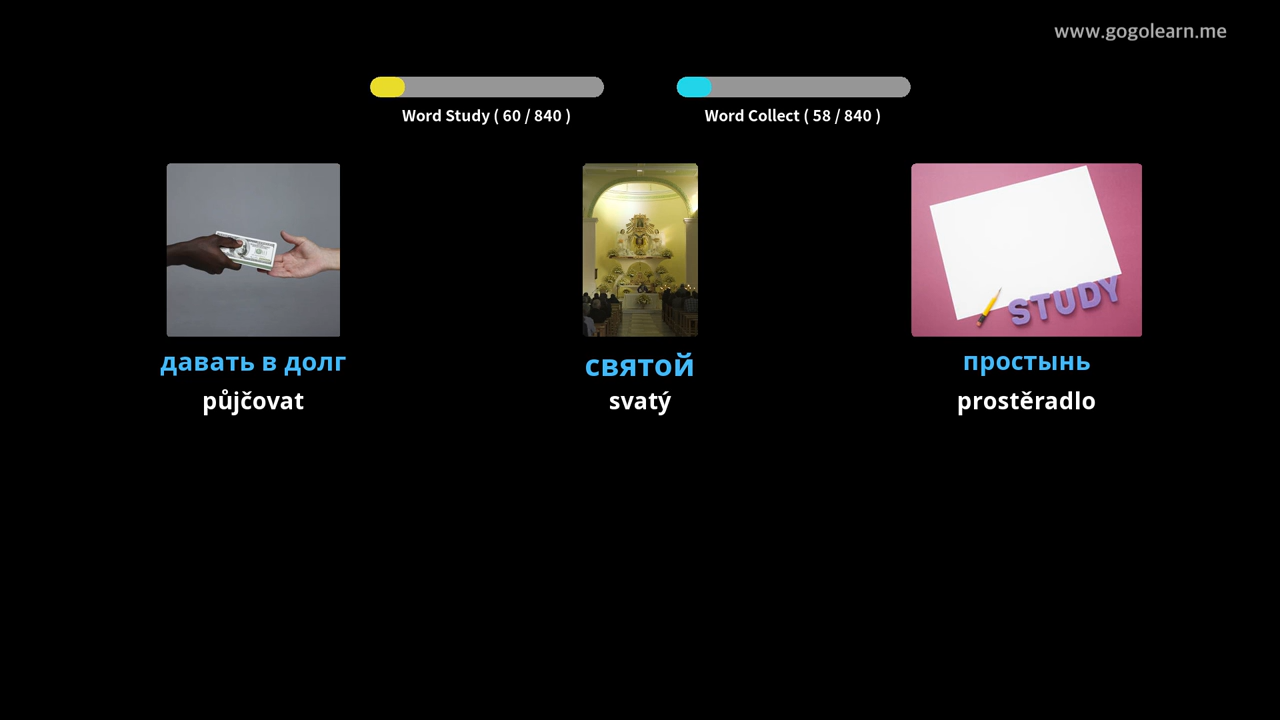 www.gogolearn.me
Word Study ( 60 / 840 )
Word Collect ( 58 / 840 )
STUDY
давать в долг
святой
простынь
půjčovat
svatý
prostěradlo